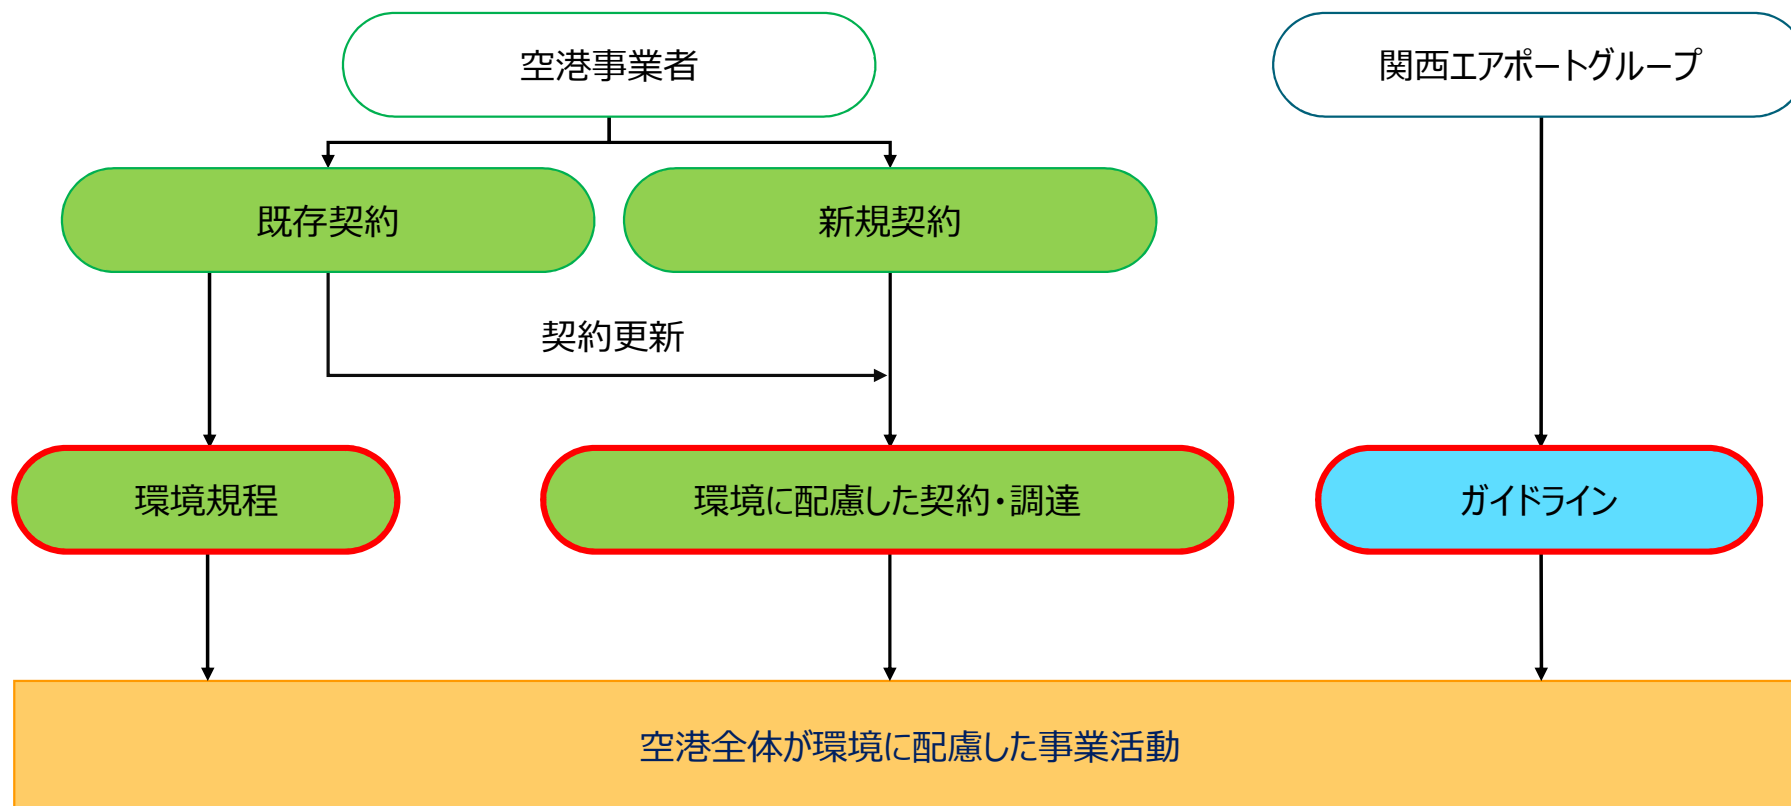 空港事業者
関西エアポートグループ
既存契約
新規契約
契約更新
環境規程
環境に配慮した契約・調達
ガイドライン
空港全体が環境に配慮した事業活動